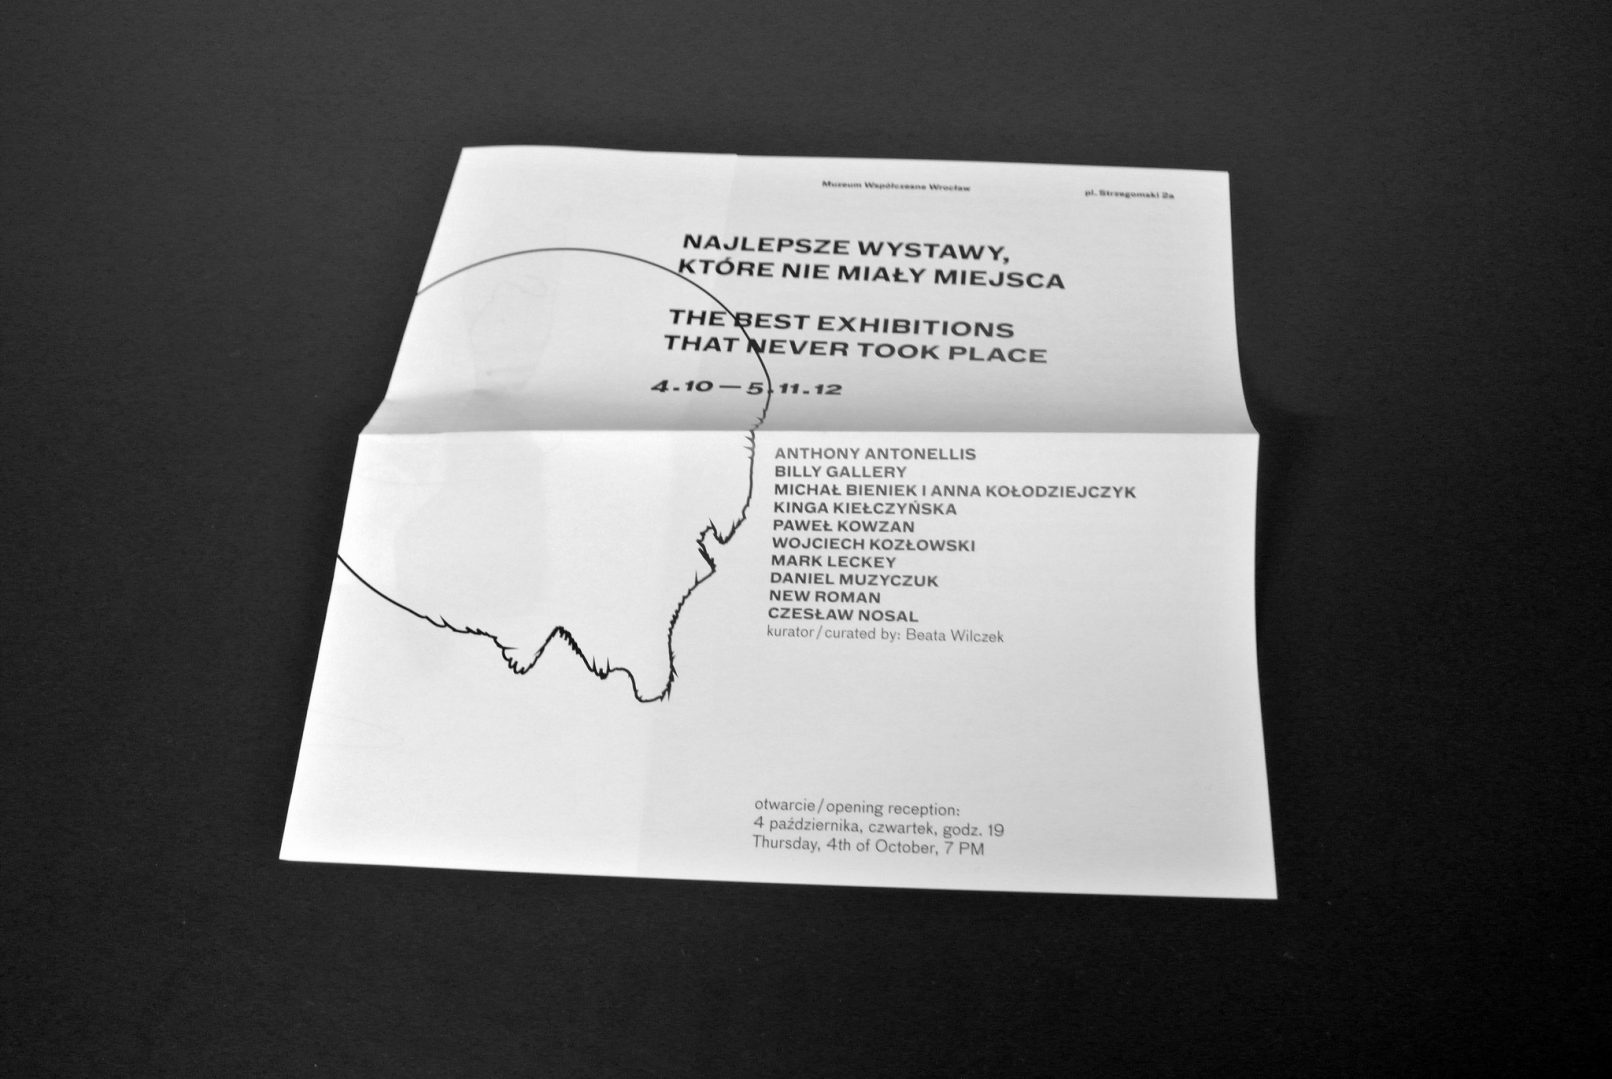 Muzeum Współczesne Wrocław
pl. Strzegomski 2a
NAJLEPSZE WYSTAWY,
KTÓRE NIE MIAŁY MIEJSCA
THE BEST EXHIBITIONS
THAT NEVER TOOK PLACE
4.10 — 5.11.12
ANTHONY ANTONELLIS
BILLY GALLERY
MICHAŁ BIENIEK I ANNA KOŁODZIEJCZYK
KINGA KIEŁCZYŃSKA
PAWEŁ KOWZAN
WOJCIECH KOZŁOWSKI
MARK LECKEY
DANIEL MUZYCZUK
NEW ROMAN
CZESŁAW NOSAL
kurator/curated by: Beata Wilczek
otwarcie/opening reception:
4 października, czwartek, godz. 19
Thursday, 4th of October, 7 PM